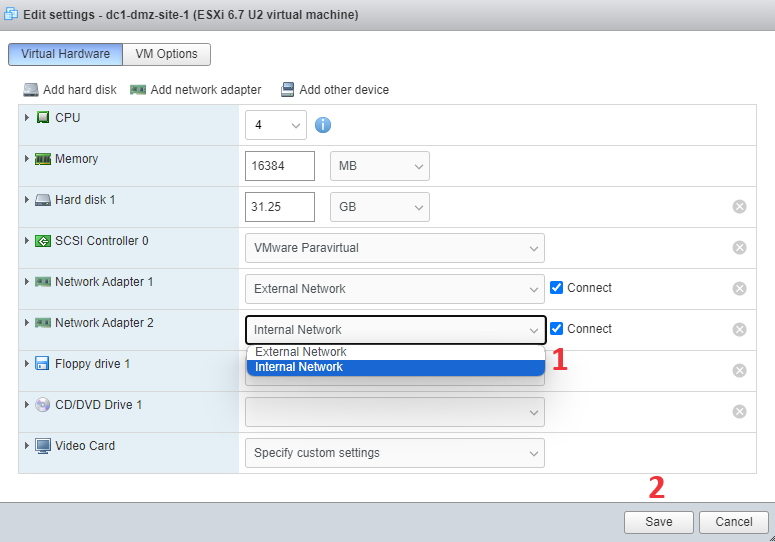 Edit settings - dc1-dmz-site-1 (ESXi 6.7 U2 virtual machine)
Virtual Hardware VM Options
Add hard disk Add network adapter Add other device
CPU 4 i
Memory 16384 MB
Hard disk 1 31.25 GB
SCSI Controller 0 VMware Paravirtual
Network Adapter 1 External Network Connect
Network Adapter 2 Internal Network Connect
External Network
Internal Network
1
Floppy drive 1
CD/DVD Drive 1
Video Card Specify custom settings
2
Save Cancel